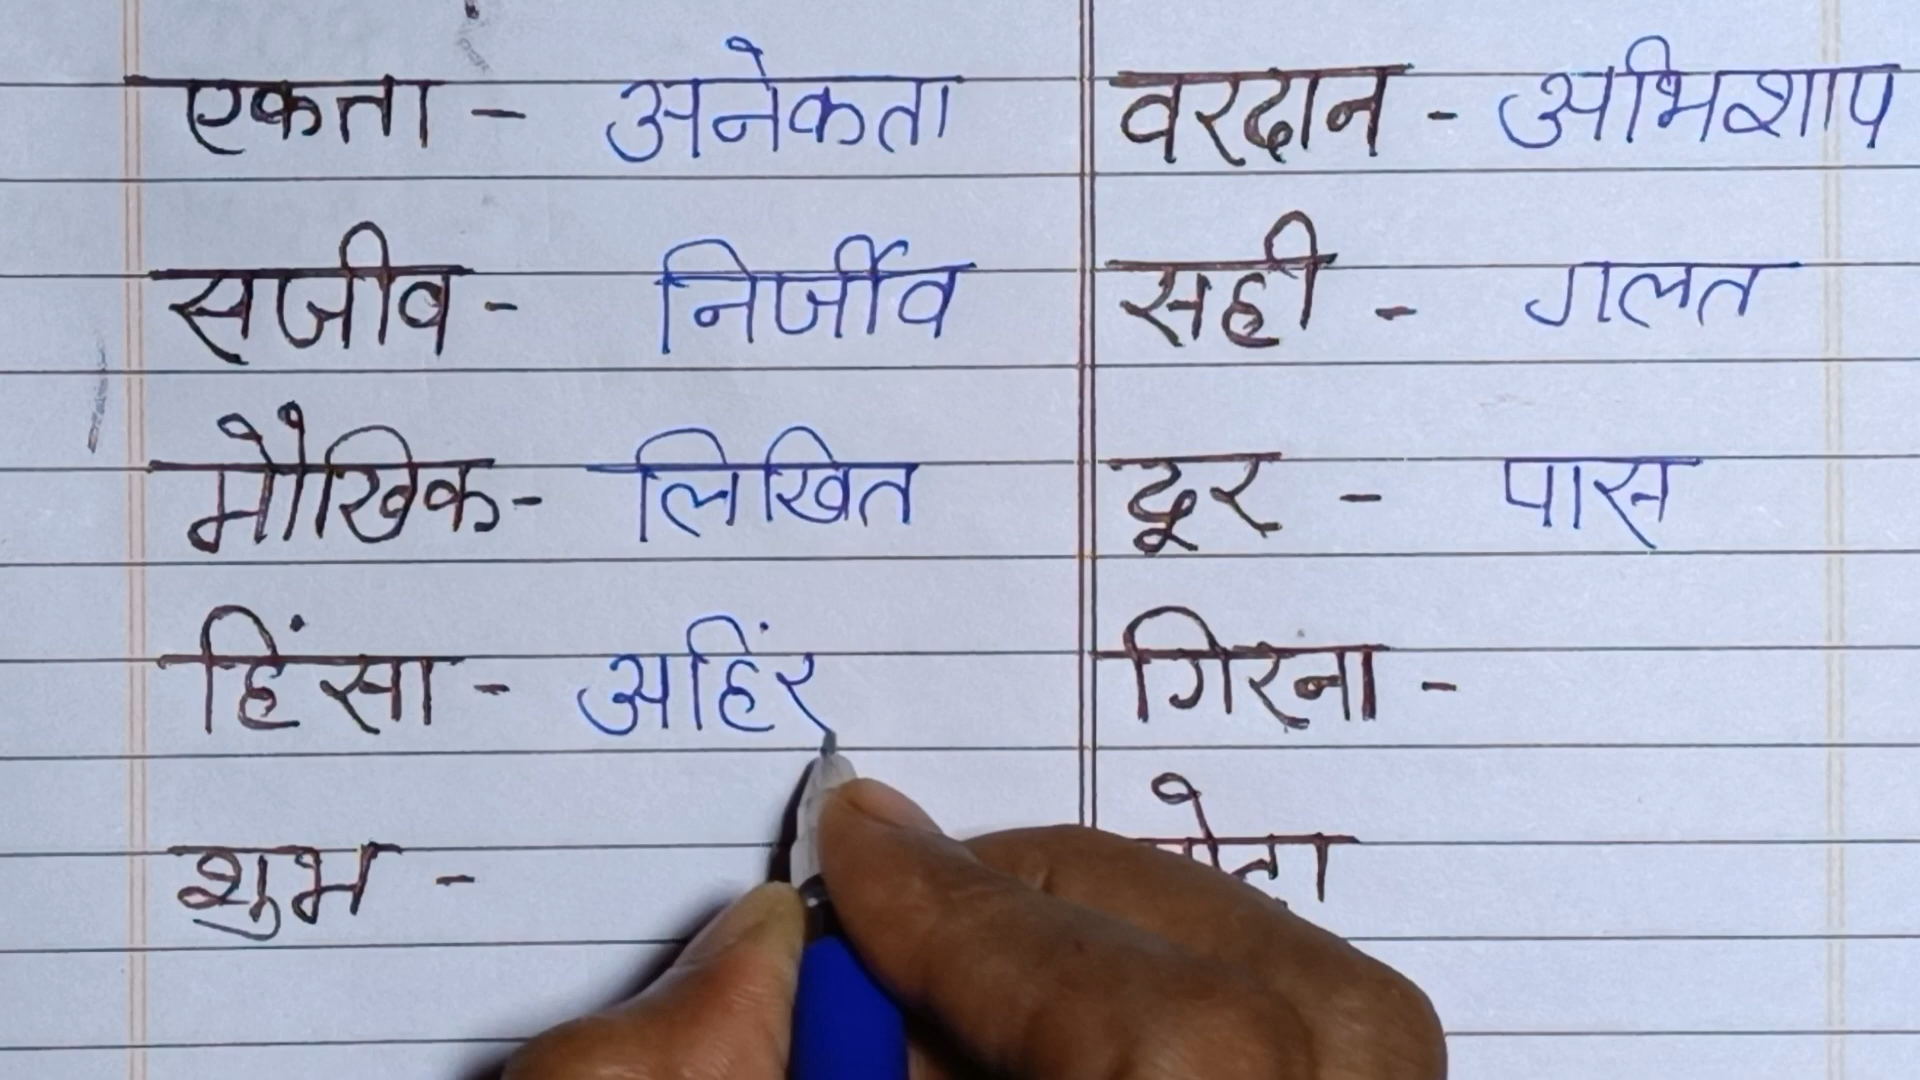 एकता - अनेकता
सजीव - निर्जीव
मौखिक - लिखित
हिंसा - अहिंर
शुभ -
वरदान - अभिशाप
सही - गलत
दूर - पास
गिरना -